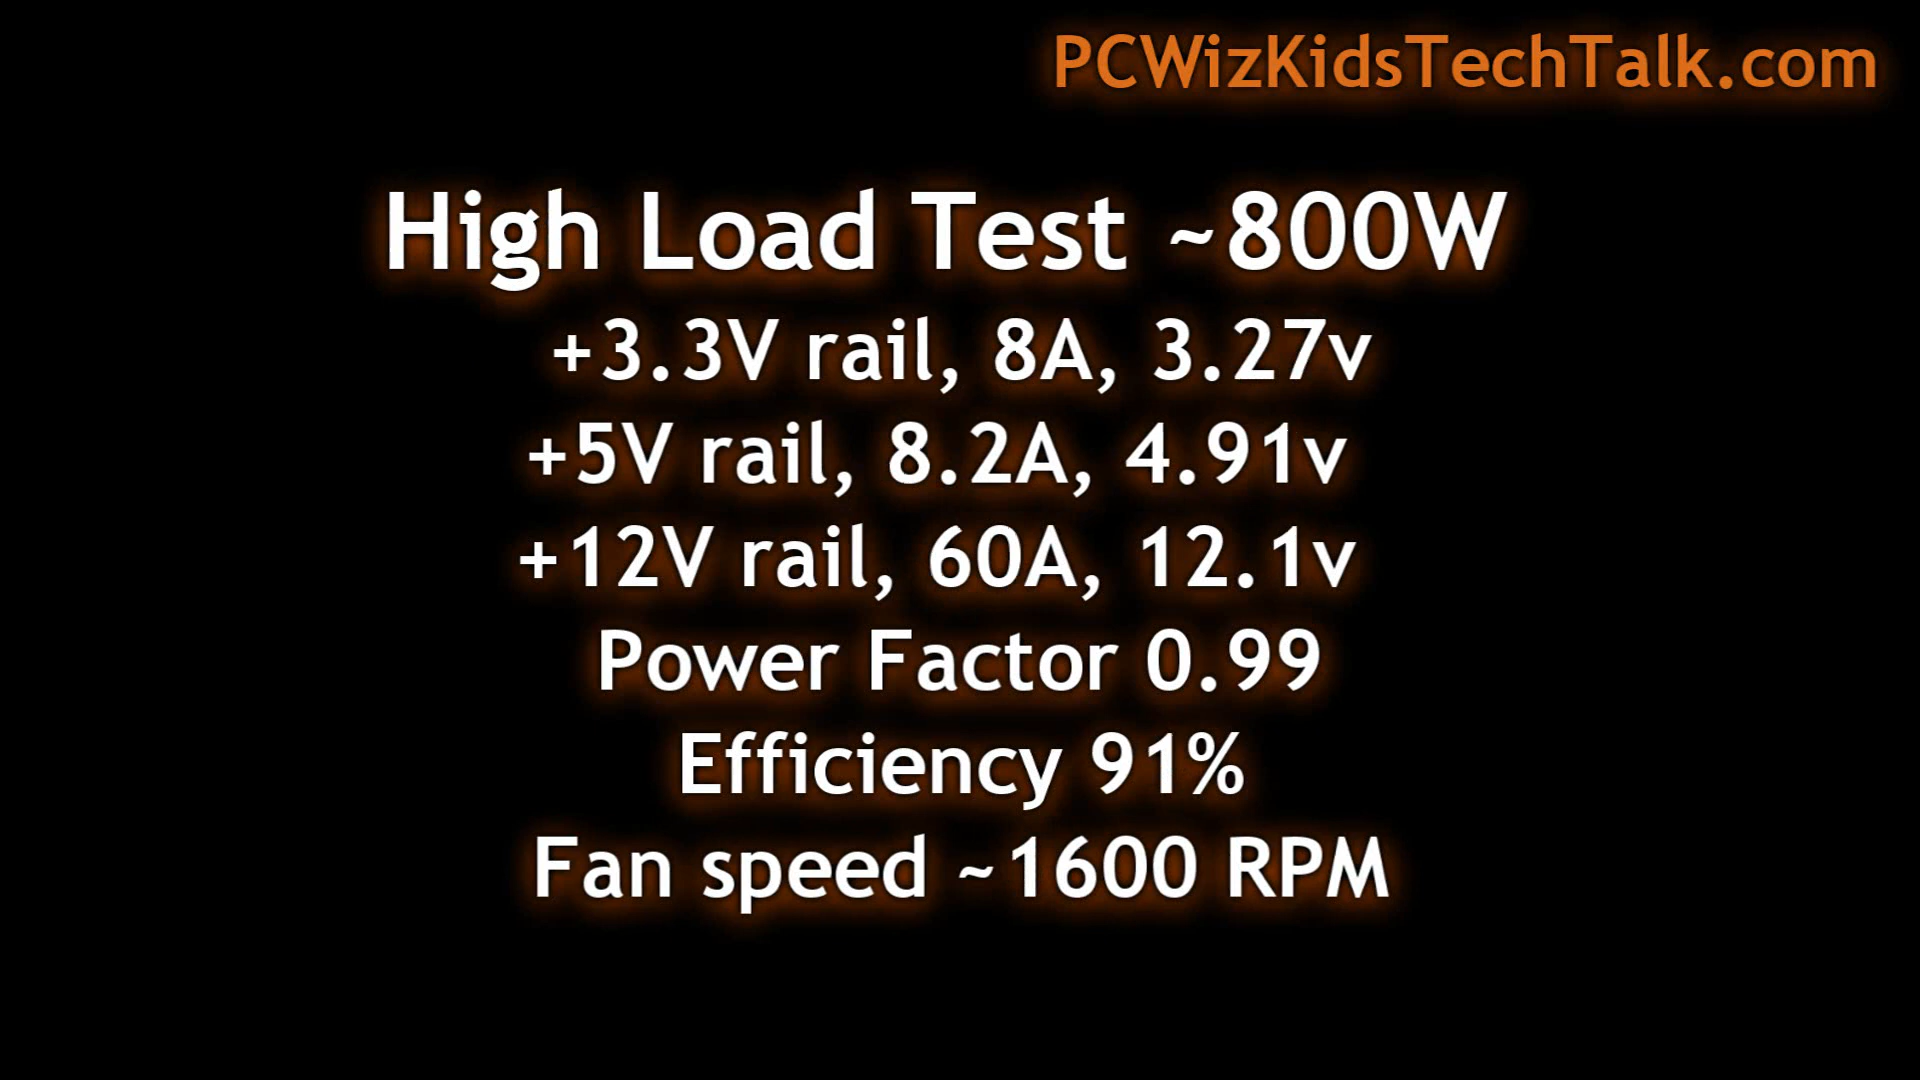 PCWizKidsTechTalk.com
High Load Test ~800W
+3.3V rail, 8A, 3.27v
+5V rail, 8.2A, 4.91v
+12V rail, 60A, 12.1v
Power Factor 0.99
Efficiency 91%
Fan speed ~1600 RPM